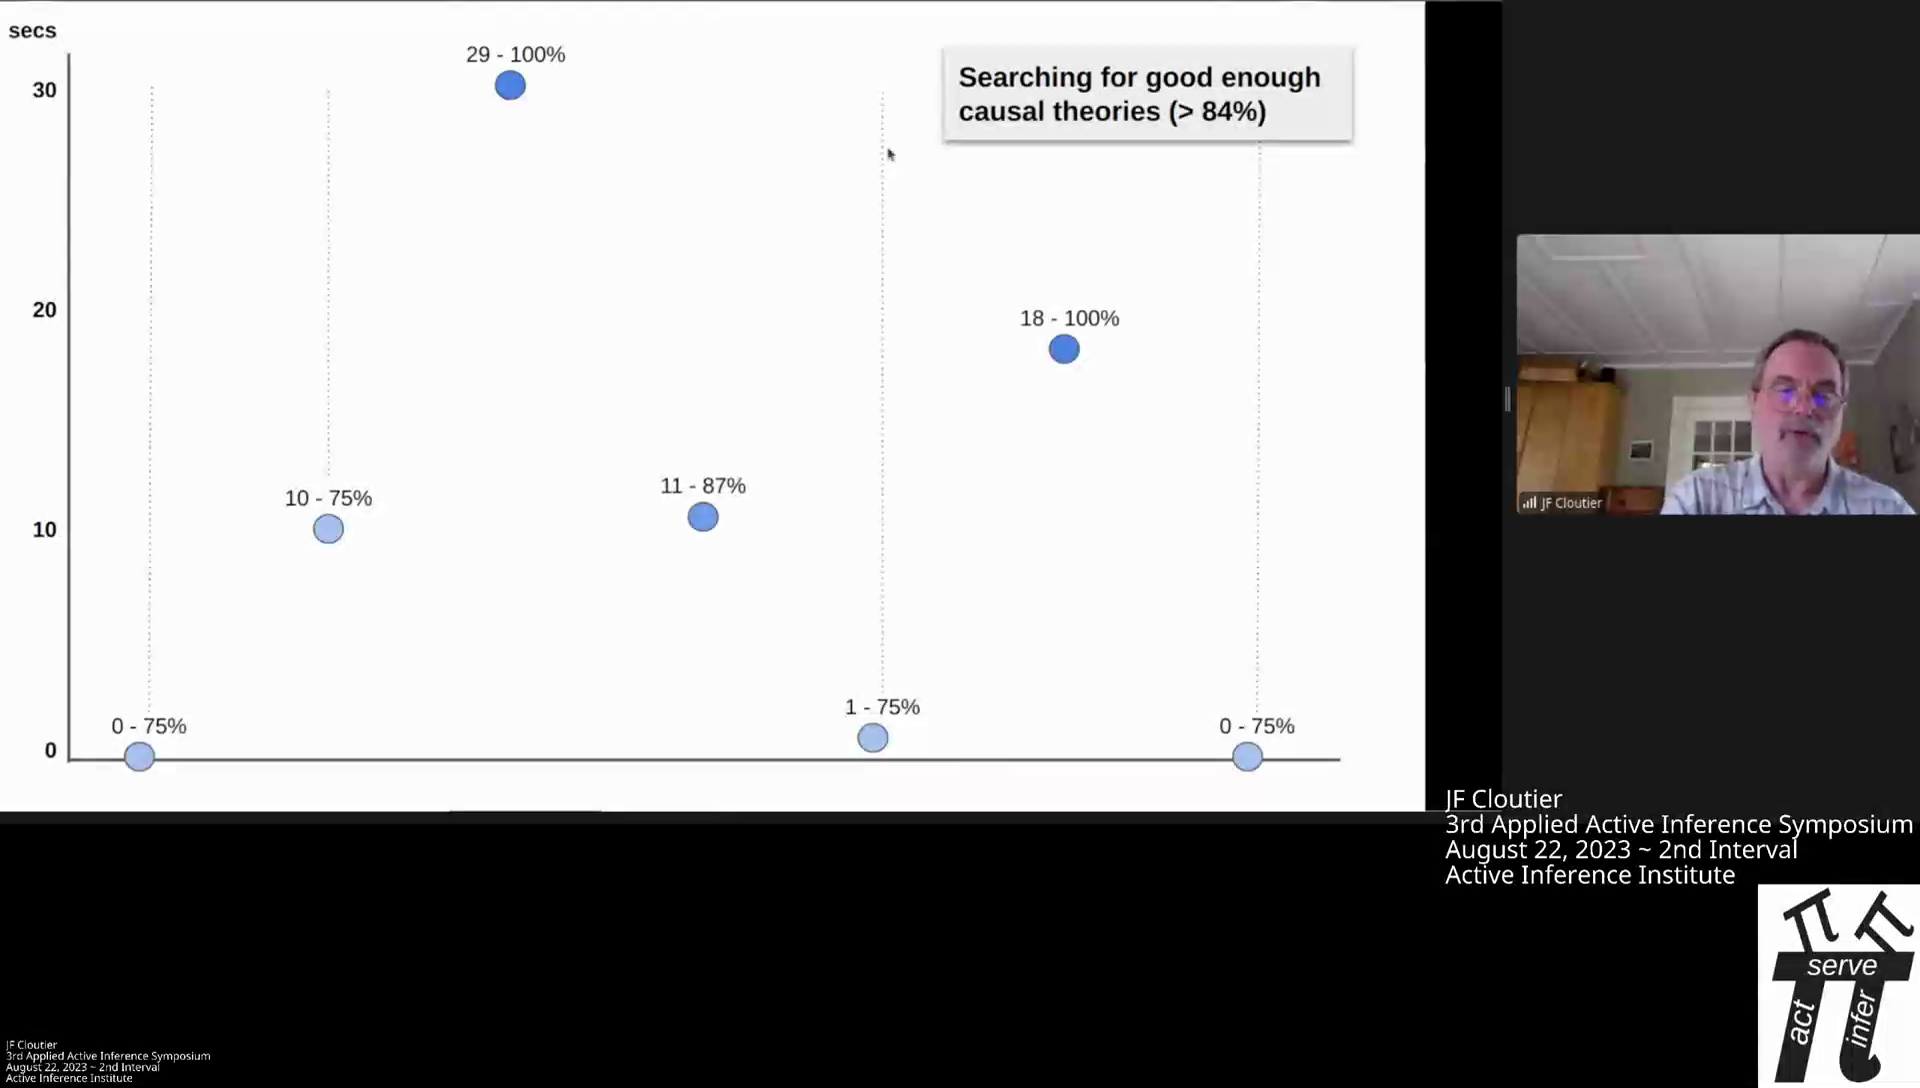 secs
30
20
10
0
29 - 100%
Searching for good enough
causal theories (> 84%)
18 - 100%
10 - 75%
11 - 87%
1 - 75%
0 - 75%
0 - 75%
JF Cloutier
JF Cloutier
3rd Applied Active Inference Symposium
August 22, 2023 ~ 2nd Interval
Active Inference Institute
serve
act
infer
JF Cloutier
3rd Applied Active Inference Symposium
August 22, 2023 ~ 2nd Interval
Active Inference Institute